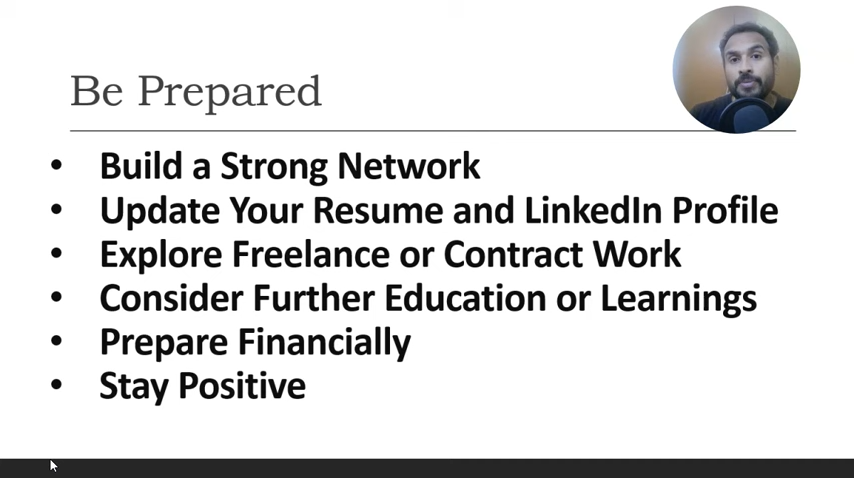 Be Prepared
• Build a Strong Network
• Update Your Resume and LinkedIn Profile
• Explore Freelance or Contract Work
• Consider Further Education or Learnings
• Prepare Financially
• Stay Positive